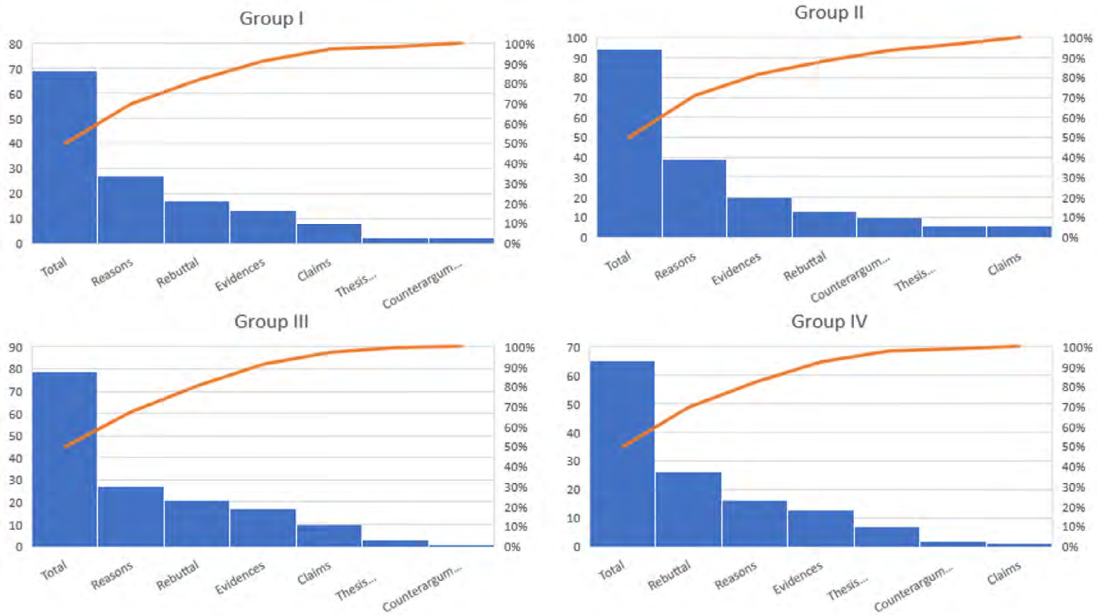 Group I
80
70
60
50
40
30
20
10
0
100%
90%
80%
70%
60%
50%
40%
30%
20%
10%
0%
Total
Reasons
Rebuttal
Evidences
Claims
Thesis...
Counterargum...
Group II
100
90
80
70
60
50
40
30
20
10
0
100%
90%
80%
70%
60%
50%
40%
30%
20%
10%
0%
Total
Reasons
Evidences
Rebuttal
Counterargum...
Thesis...
Claims
Group III
90
80
70
60
50
40
30
20
10
0
100%
90%
80%
70%
60%
50%
40%
30%
20%
10%
0%
Total
Reasons
Rebuttal
Evidences
Claims
Thesis...
Counterargum...
Group IV
70
60
50
40
30
20
10
0
100%
90%
80%
70%
60%
50%
40%
30%
20%
10%
0%
Total
Rebuttal
Reasons
Evidences
Thesis...
Counterargum...
Claims